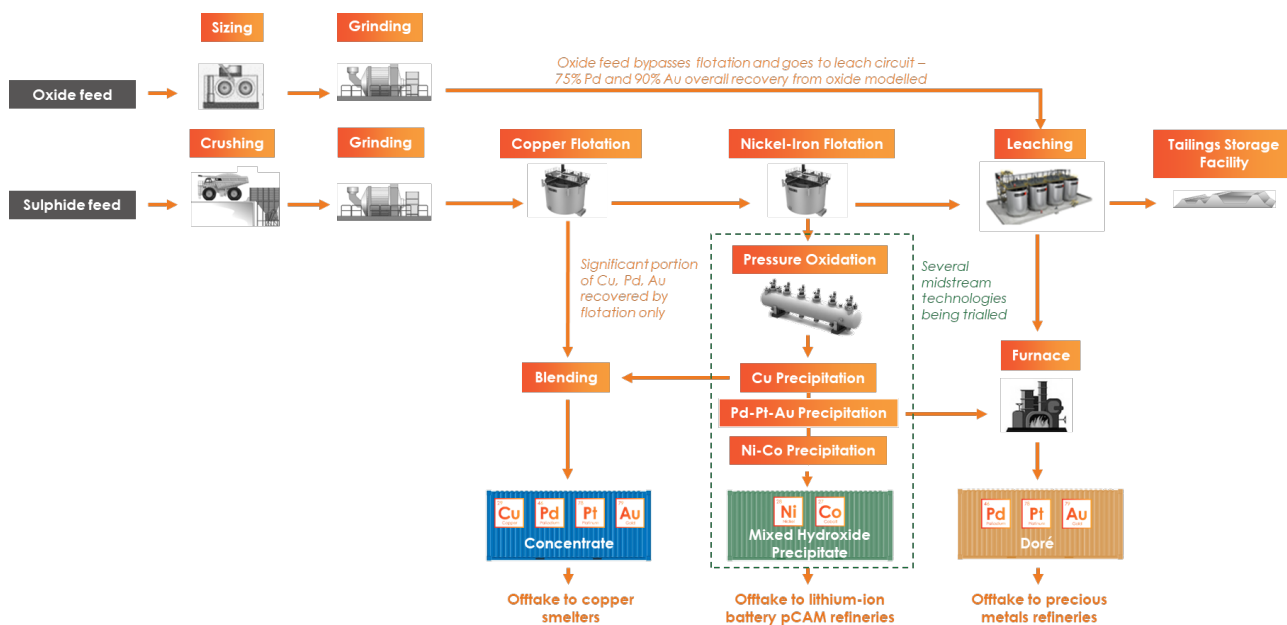 Sizing
Grinding
Oxide feed bypasses flotation and goes to leach circuit –
75% Pd and 90% Au overall recovery from oxide modelled
Oxide feed
Crushing
Grinding
Copper Flotation
Nickel-Iron Flotation
Leaching
Tailings Storage
Facility
Sulphide feed
Significant portion
of Cu, Pd, Au
recovered by
flotation only
Pressure Oxidation
Several
midstream
technologies
being trialled
Furnace
Blending
Cu Precipitation
Pd-Pt-Au Precipitation
Ni-Co Precipitation
Cu
Pd
Pt
Au
Concentrate
Ni
Co
Mixed Hydroxide
Precipitate
Pd
Pt
Au
Doré
Offtake to copper
smelters
Offtake to lithium-ion
battery pCAM refineries
Offtake to precious
metals refineries